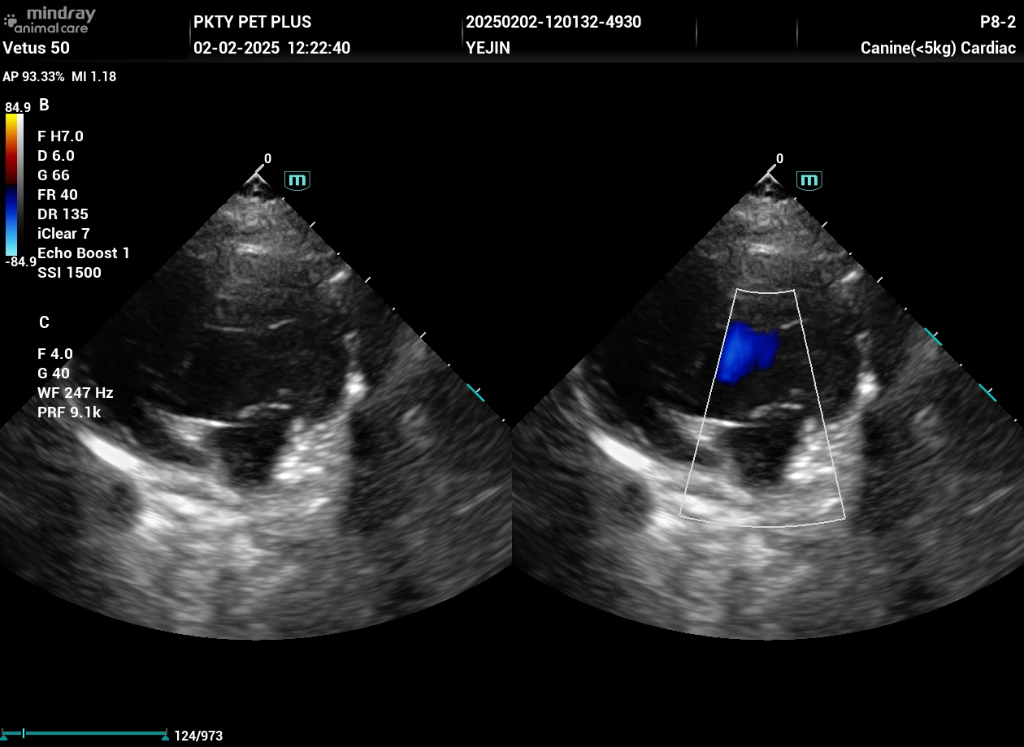 mindray
animalcare
Vetus 50
PKTY PET PLUS
02-02-2025 12:22:40
20250202-120132-4930
YEJIN
P8-2
Canine(<5kg) Cardiac
AP 93.33% MI 1.18
84.9
B
F H7.0
D 6.0
G 66
FR 40
DR 135
iClear 7
Echo Boost 1
-84.9
SSI 1500
C
F 4.0
G 40
WF 247 Hz
PRF 9.1k
0
m
0
m
124/973